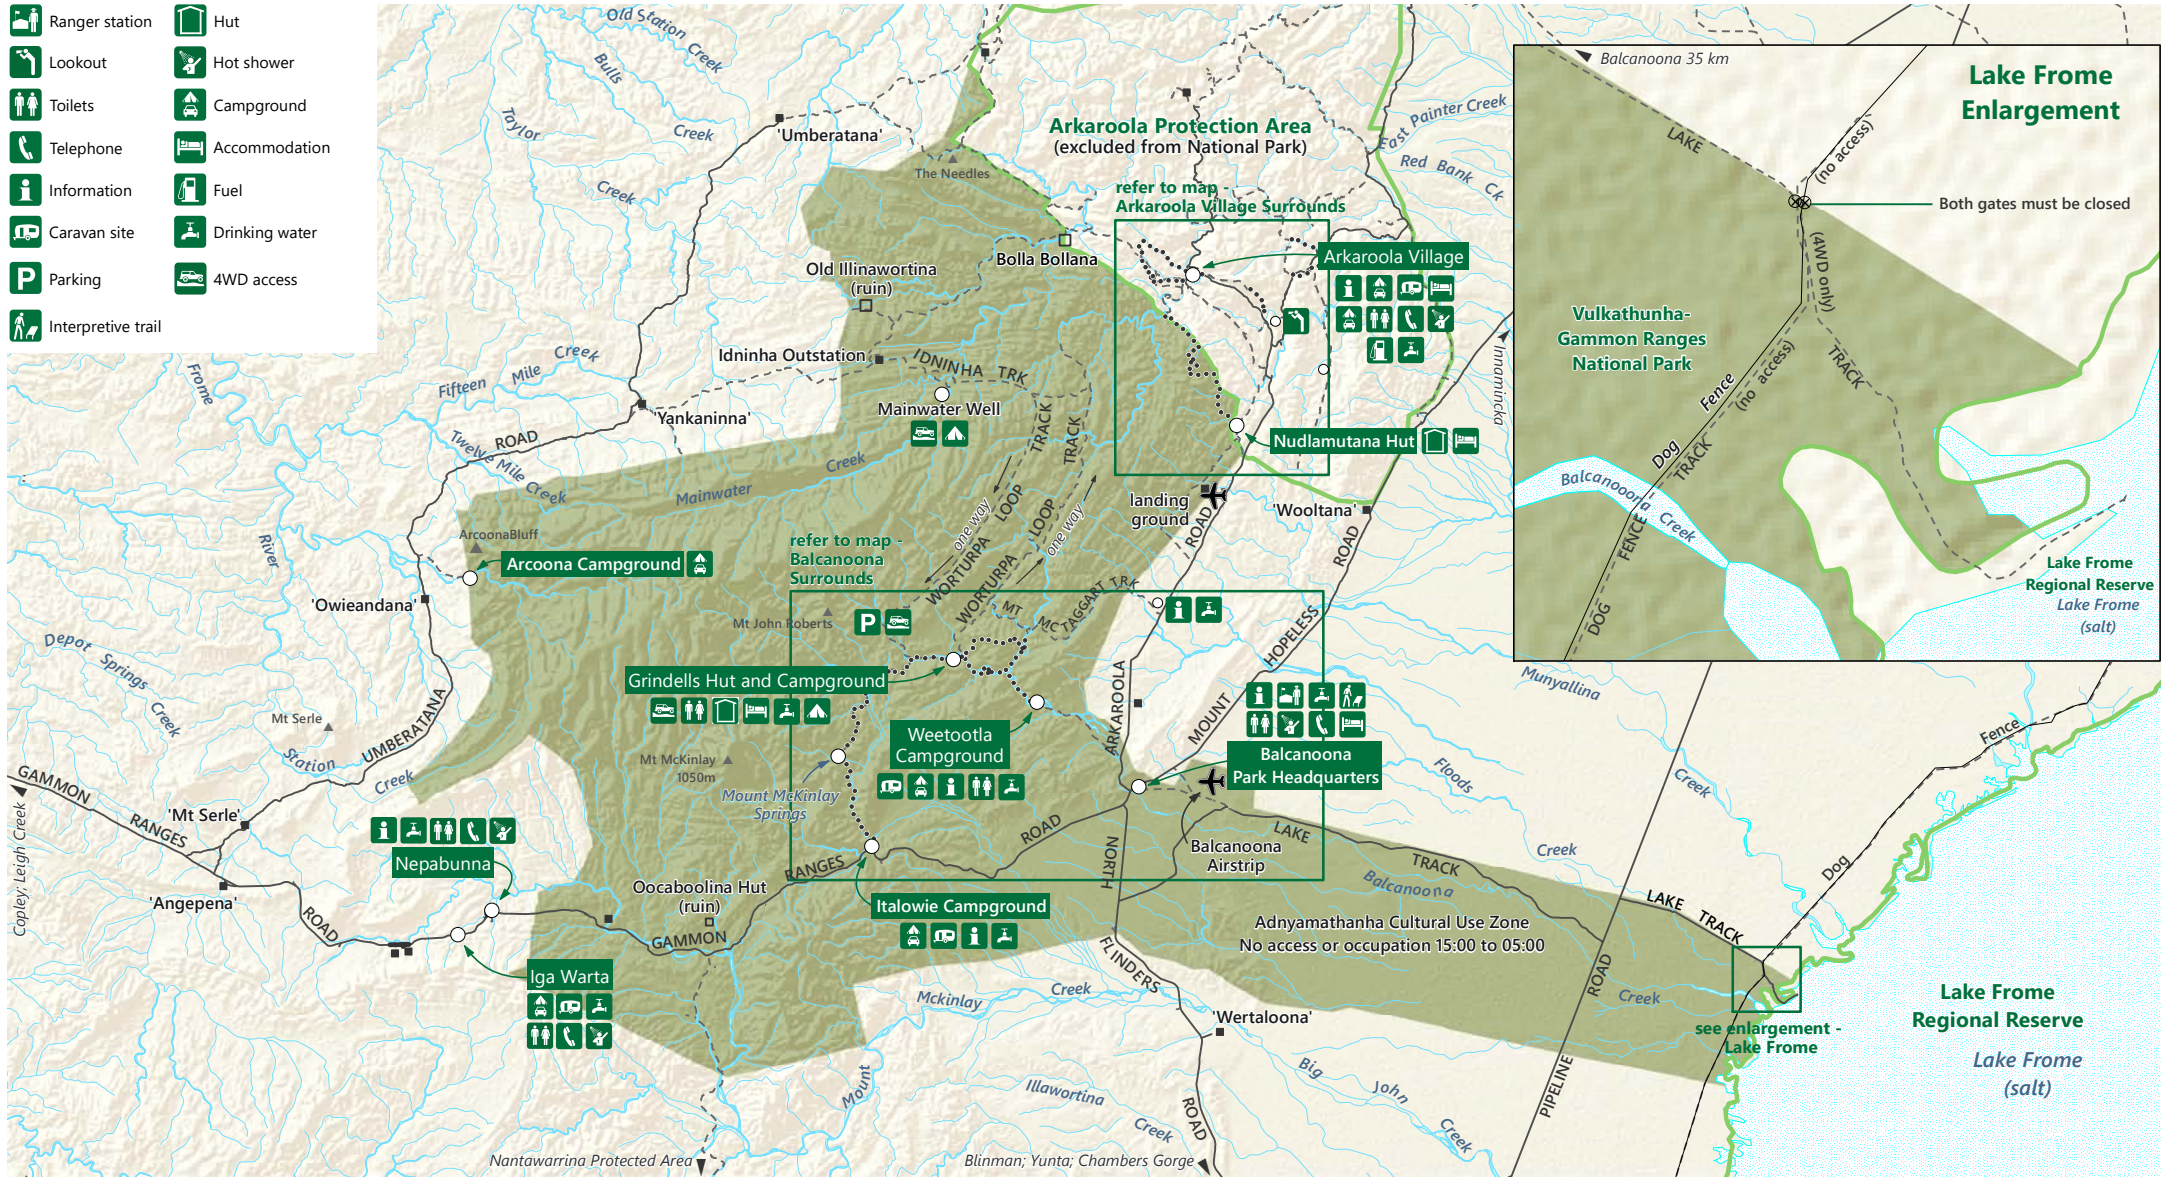 Ranger station
Hut
Lookout
Hot shower
Toilets
Campground
Telephone
Accommodation
Information
Fuel
Caravan site
Drinking water
Parking
4WD access
Interpretive trail
Old Station Creek
Bulls
Creek
Taylor
Creek
'Umberatana'
The Needles
Arkaroola Protection Area
(excluded from National Park)
East Painter Creek
Red Bank Ck
refer to map -
Arkaroola Village Surrounds
Bolla Bollana
Old Illinawortina
(ruin)
Arkaroola Village
Idninha Outstation
IDNINHA TRK
Mainwater Well
Fifteen Mile Creek
Frome
River
'Yankaninna'
ROAD
Twelve Mile Creek
Mainwater Creek
TRACK
TRACK
LOOP
LOOP
one way
one way
WORTURPA
WORTURPA
Nudlamutana Hut
Innamincka
landing
ground
'Wooltana'
ROAD
ROAD
ArcoonaBluff
Arcoona Campground
refer to map -
Balcanoona
Surrounds
'Owieandana'
Mt John Roberts
MT
MCTAGGART TRK
HOPELESS
MOUNT
ARKAROOLA
Depot Springs
Creek
Mt Serle
Station
Creek
UMBERATANA
Grindells Hut and Campground
Weetootla
Campground
Mt McKinlay
1050m
Mount McKinlay
Springs
Balcanoona
Park Headquarters
Munyallina
Creek
Floods
Creek
Fence
Dog
GAMMON
RANGES
ROAD
Copley; Leigh Creek
'Mt Serle'
'Angepena'
Nepabunna
Iga Warta
Oocaboolina Hut
(ruin)
GAMMON
RANGES
ROAD
Italowie Campground
NORTH
FLINDERS
ROAD
Balcanoona
Airstrip
LAKE
TRACK
Balcanoona
Creek
LAKE TRACK
Adnyamathanha Cultural Use Zone
No access or occupation 15:00 to 05:00
ROAD
PIPELINE
see enlargement -
Lake Frome
Lake Frome
Regional Reserve
Lake Frome
(salt)
Mckinlay
Creek
Mount
'Wertaloona'
Big
John
Creek
Illawortina
Creek
Nantawarrina Protected Area
Blinman; Yunta; Chambers Gorge
Balcanoona 35 km
Lake Frome
Enlargement
LAKE
(no access)
Both gates must be closed
(4WD only)
Vulkathunha-
Gammon Ranges
National Park
TRACK
Fence
(no access)
Dog
TRACK
Balcanooona
Creek
FENCE
DOG
Lake Frome
Regional Reserve
Lake Frome
(salt)